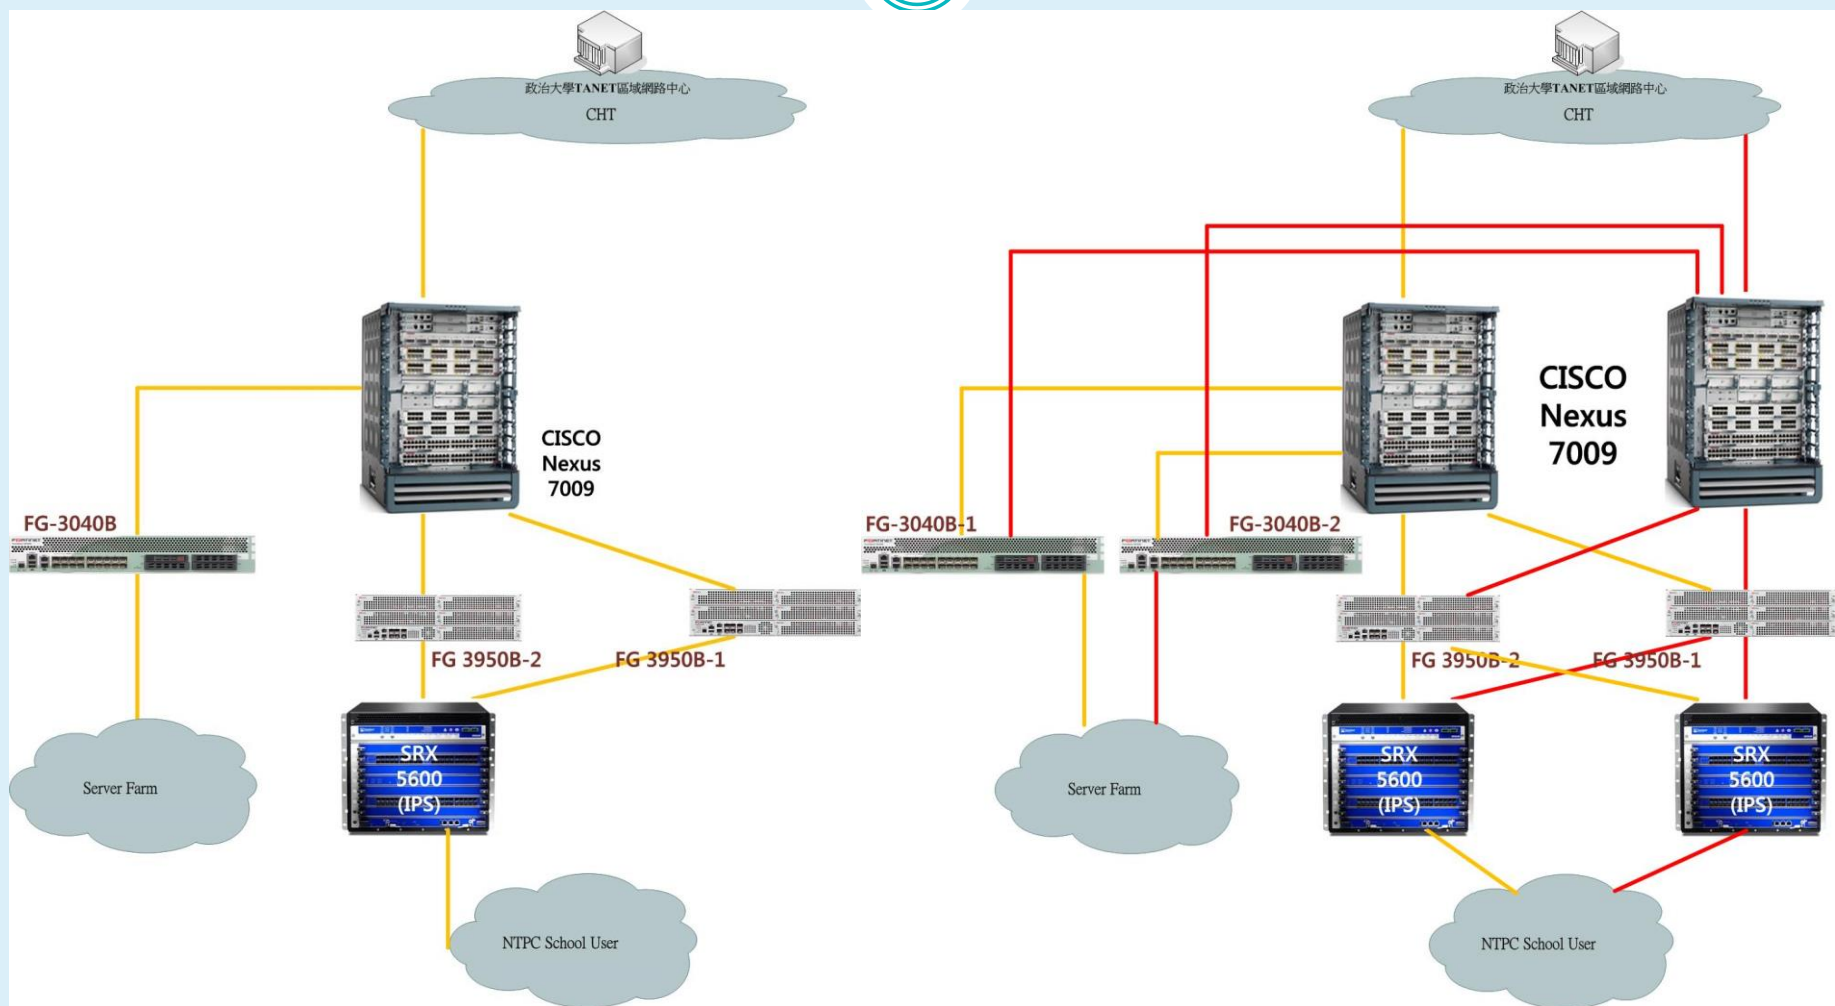 政治大學TANET區域網路中心
CHT
CISCO
Nexus
7009
FG-3040B
FG 3950B-2
FG 3950B-1
SRX
5600
(IPS)
Server Farm
NTPC School User
政治大學TANET區域網路中心
CHT
CISCO
Nexus
7009
FG-3040B-1
FG-3040B-2
FG 3950B-2
FG 3950B-1
SRX
5600
(IPS)
SRX
5600
(IPS)
Server Farm
NTPC School User